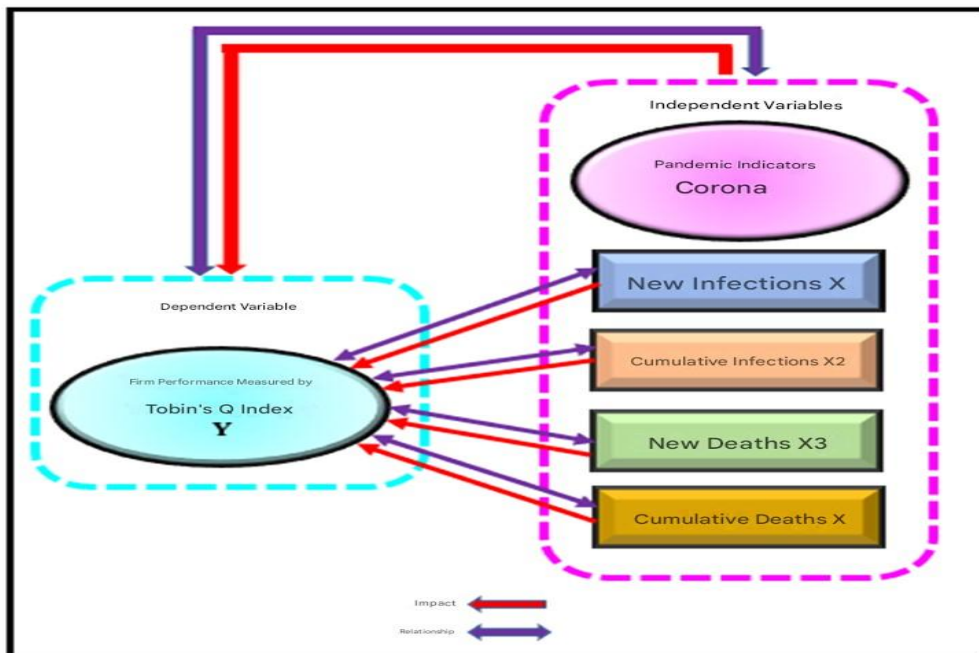 Independent Variables
Pandemic Indicators
Corona
New Infections X
Cumulative Infections X2
New Deaths X3
Cumulative Deaths X
Dependent Variable
Firm Performance Measured by
Tobin's Q Index
Y
Impact
Relationship